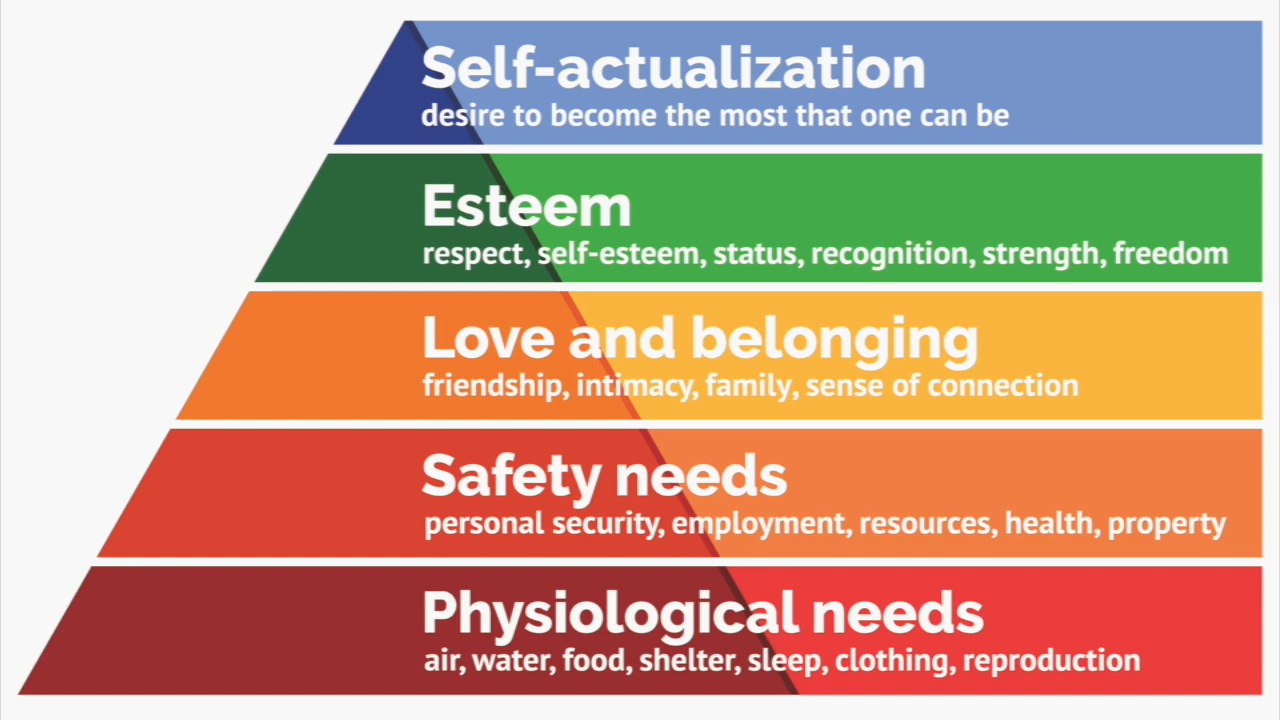 Self-actualization
desire to become the most that one can be
Esteem
respect, self-esteem, status, recognition, strength, freedom
Love and belonging
friendship, intimacy, family, sense of connection
Safety needs
personal security, employment, resources, health, property
Physiological needs
air, water, food, shelter, sleep, clothing, reproduction